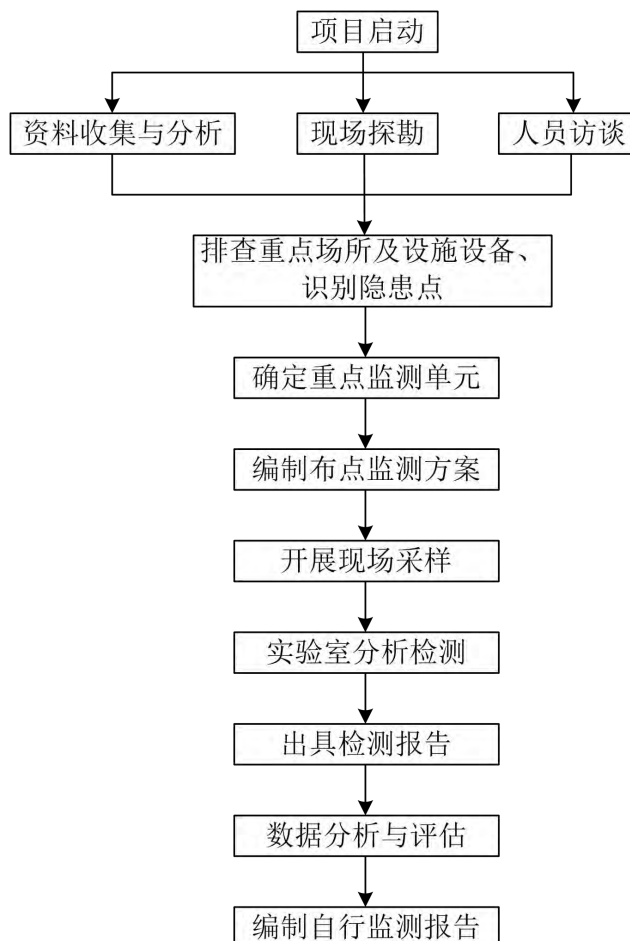 项目启动
资料收集与分析
现场探勘
人员访谈
排查重点场所及设施设备、
识别隐患点
确定重点监测单元
编制布点监测方案
开展现场采样
实验室分析检测
出具检测报告
数据分析与评估
编制自行监测报告